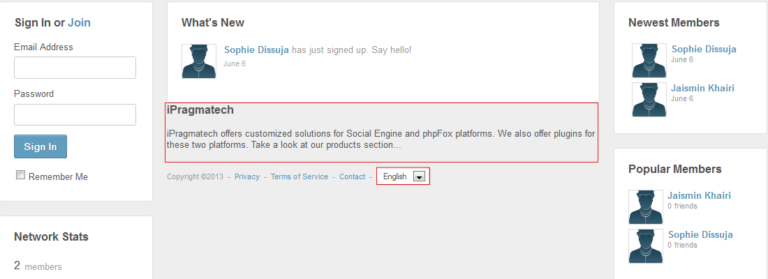 Sign In or Join
Email Address
Password
Sign In
Remember Me
Network Stats
2 members
What's New
Sophie Dissuja has just signed up. Say hello!
June 6
iPragmatech
iPragmatech offers customized solutions for Social Engine and phpFox platforms. We also offer plugins for
these two platforms. Take a look at our products section...
Copyright ©2013 - Privacy - Terms of Service - Contact - English
Newest Members
Sophie Dissuja
June 6
Jaismin Khairi
June 6
Popular Members
Jaismin Khairi
0 friends
Sophie Dissuja
0 friends